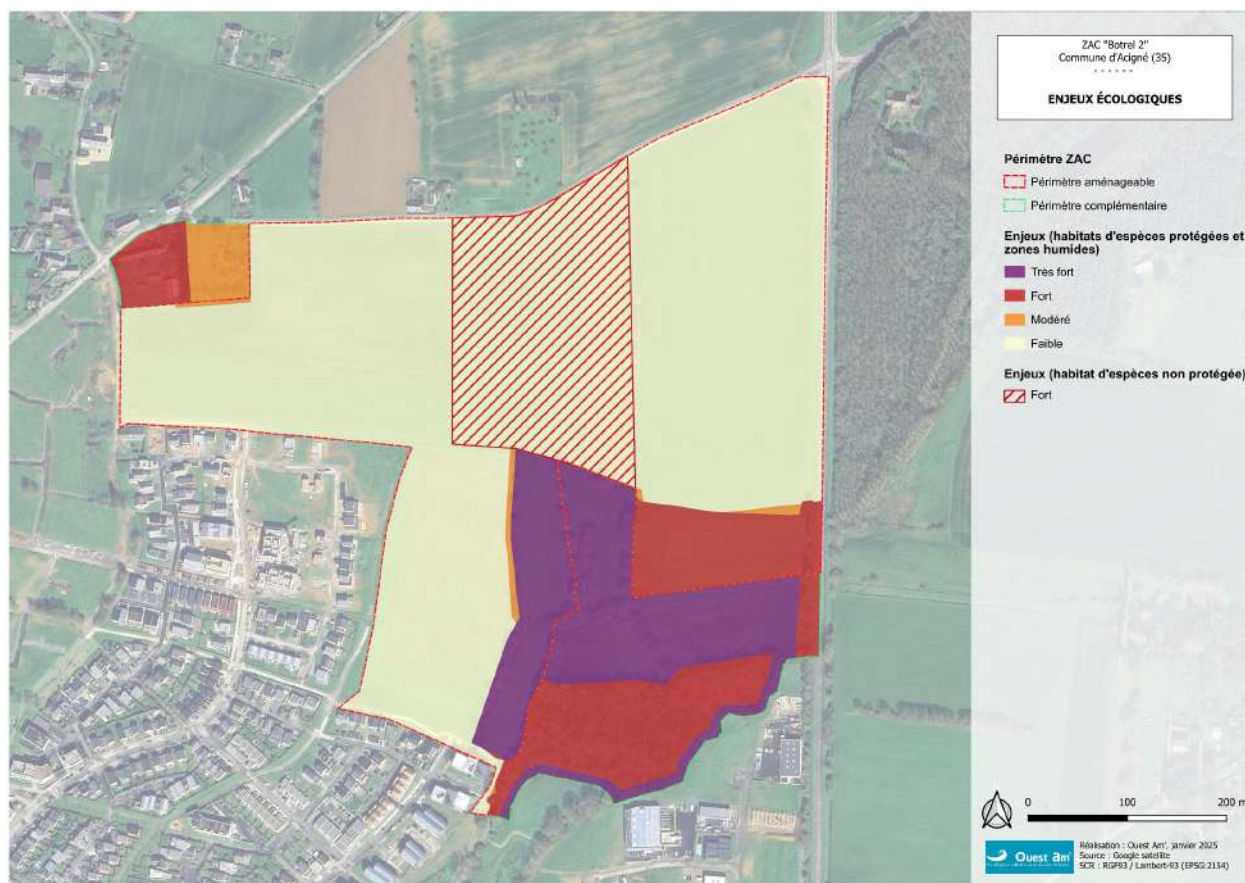 ZAC "Botrel 2"
Commune d'Acigné (35)
- - - - - -
ENJEUX ÉCOLOGIQUES
Périmètre ZAC
Périmètre aménageable
Périmètre complémentaire
Enjeu (habitats d'espèces protégées et
zones humides)
Très fort
Fort
Modéré
Faible
Enjeu (habitat d'espèces non protégée)
Fort
0 100 200 m
Ouest Am'
Réalisation : Ouest Am', janvier 2025
Source : Google satellite
SCR : RGF93 / Lambert-93 (EPSG:2154)